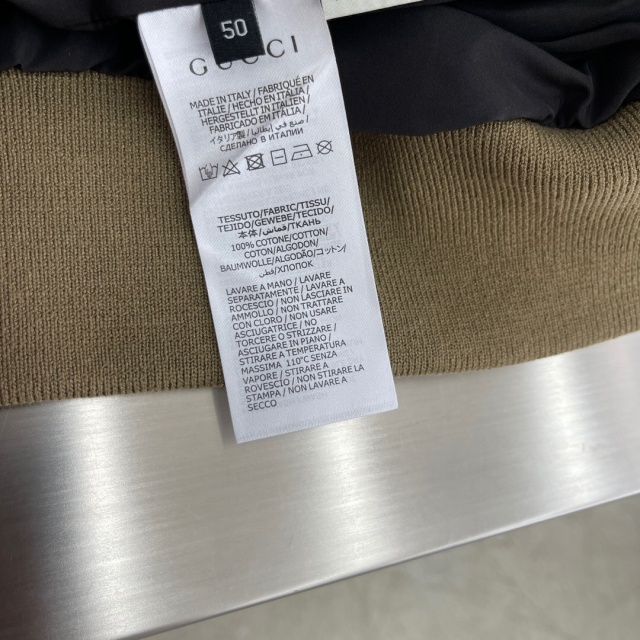 50
GUCCI
MADE IN ITALY / FABRIQUÉ EN
ITALIE / HECHO EN ITALIA /
HERGESTELLT IN ITALIEN /
FABRICADO EM ITALIA /
イタリア製 / صنع في إيطاليا /
СДЕЛАНО В ИТАЛИИ
TESSUTO/FABRIC/TISSU/
TEJIDO/GEWEBE/TECIDO/
本体/قماش/ТКАНЬ
100% COTONE/COTTON/
COTON/ALGODON/
BAUMWOLLE/ALGODÃO/コットン/
قطن/ХЛОПОК
LAVARE A MANO / LAVARE
SEPARATAMENTE / LAVARE A
ROVESCIO / NON LASCIARE IN
AMMOLLO / NON TRATTARE
CON CLORO / NON USARE
ASCIUGATRICE / NON
TORCERE O STRIZZARE /
ASCIUGARE IN PIANO /
STIRARE A TEMPERATURA
MASSIMA 110°C SENZA
VAPORE / STIRARE A
ROVESCIO / NON STIRARE LA
STAMPA / NON LAVARE A
SECCO